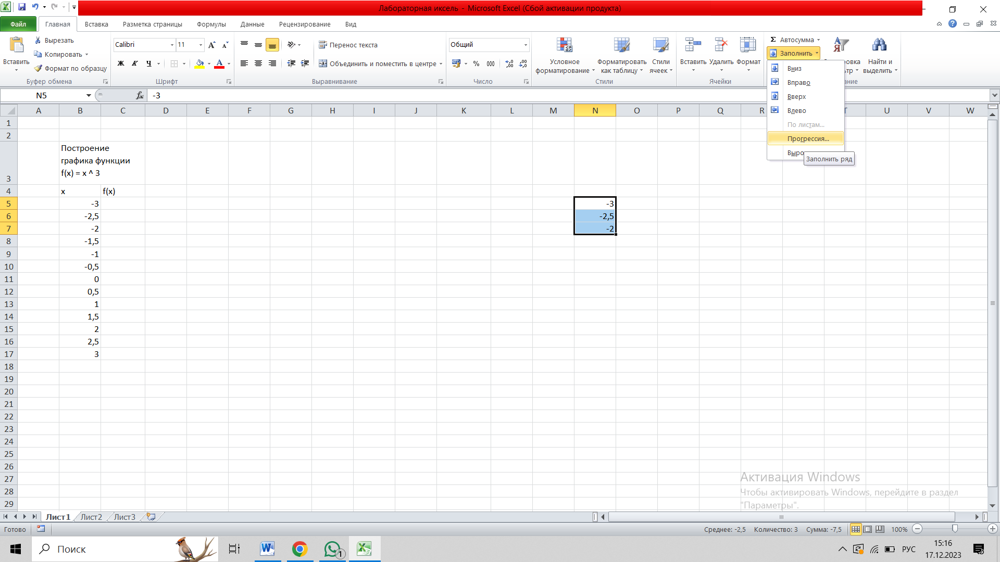 Лабораторная иксель - Microsoft Excel (Сбой активации продукта)
Файл Главная Вставка Разметка страницы Формулы Данные Рецензирование Вид
Вставить
Вырезать
Копировать
Формат по образцу
Буфер обмена
Calibri 11
Ж К Ч
Шрифт
Перенос текста
Объединить и поместить в центре
Выравнивание
Общий
% 000
Число
Условное форматирование
Форматировать как таблицу
Стили ячеек
Стили
Вставить Удалить Формат
Ячейки
Σ Автосумма
Заполнить
Найти и выделить
Вниз
Вправо
Вверх
Влево
По листам...
Прогрессия...
Выро
Заполнить ряд
N5 fx -3
A B C D E F G H I J K L M N O P Q R T U V W
1
2
3 Построение
графика функции
f(x) = x ^ 3
4 x f(x)
5 -3 -3
6 -2,5 -2,5
7 -2 -2
8 -1,5
9 -1
10 -0,5
11 0
12 0,5
13 1
14 1,5
15 2
16 2,5
17 3
18
19
20
21
22
23
24
25
26
27
28
29
Активация Windows
Чтобы активировать Windows, перейдите в раздел
"Параметры".
Лист1 Лист2 Лист3
Готово Среднее: -2,5 Количество: 3 Сумма: -7,5 100%
Поиск 1 РУС 15:16
17.12.2023